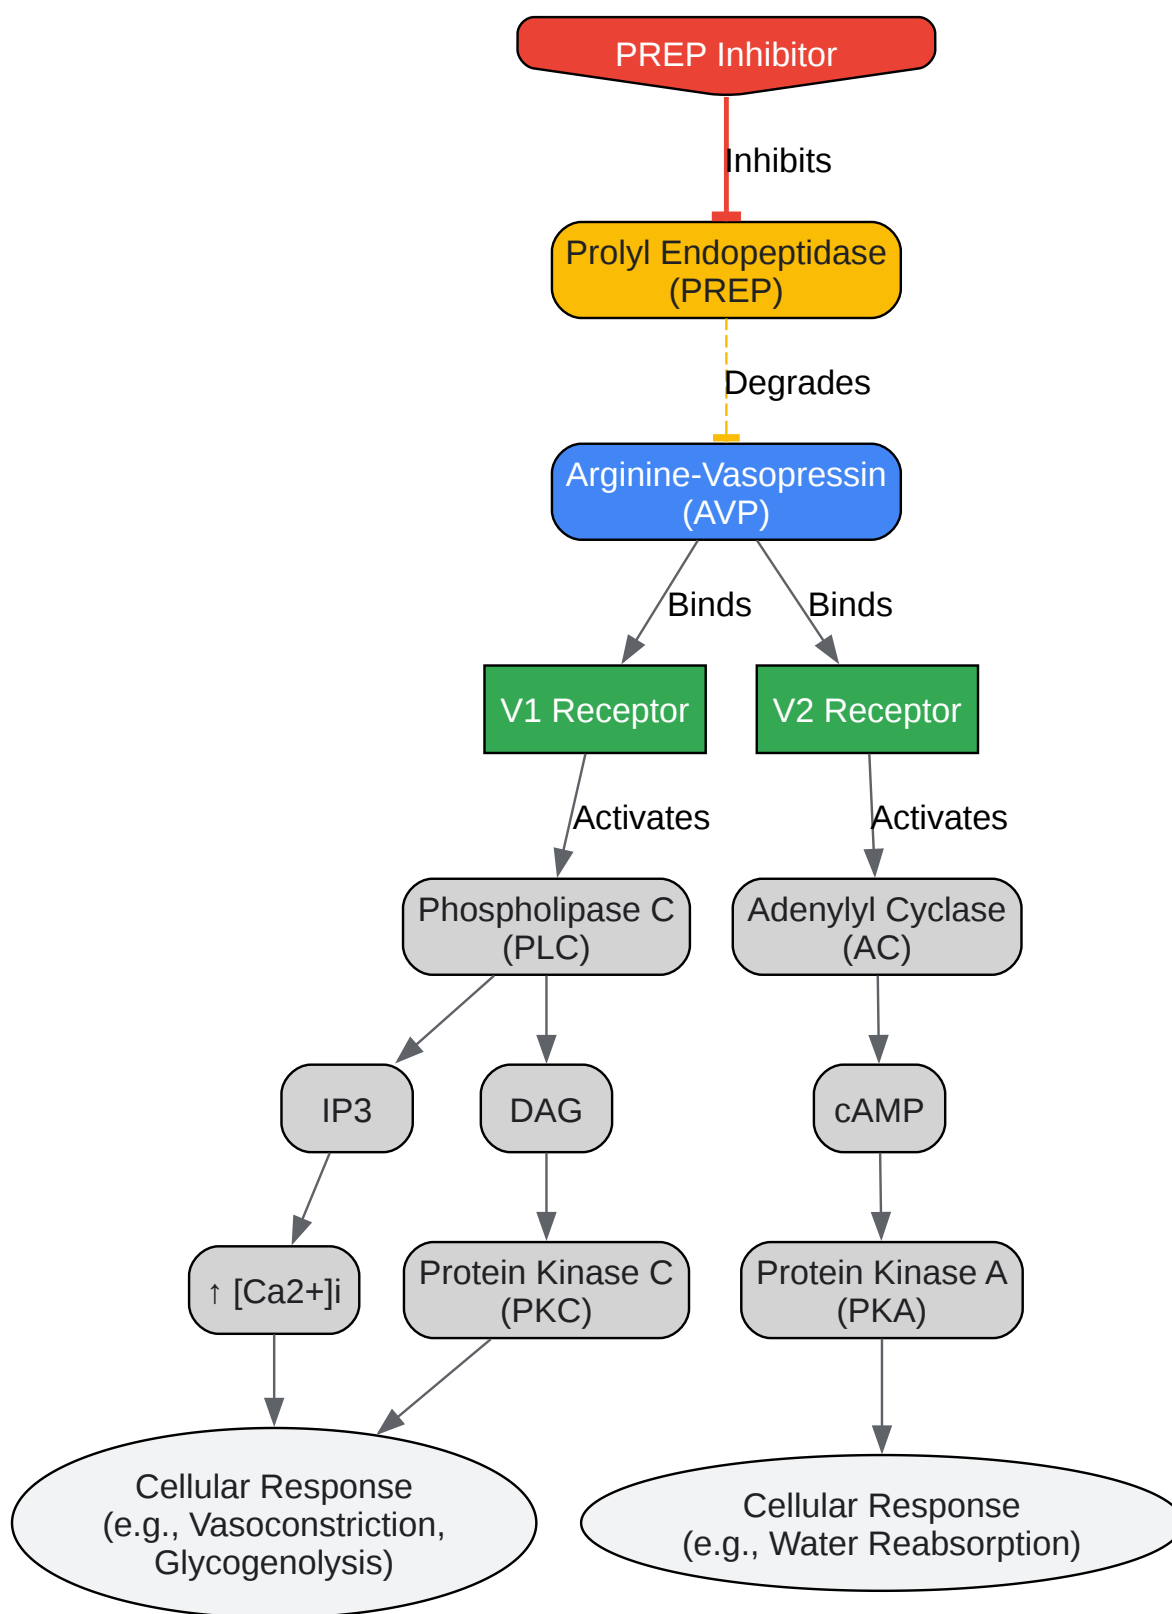 PREP Inhibitor
Inhibits
Prolyl Endopeptidase
(PREP)
Degrades
Arginine-Vasopressin
(AVP)
Binds
Binds
V1 Receptor
V2 Receptor
Activates
Activates
Phospholipase C
(PLC)
Adenylyl Cyclase
(AC)
IP3
DAG
cAMP
↑ [Ca2+]i
Protein Kinase C
(PKC)
Protein Kinase A
(PKA)
Cellular Response
(e.g., Vasoconstriction,
Glycogenolysis)
Cellular Response
(e.g., Water Reabsorption)